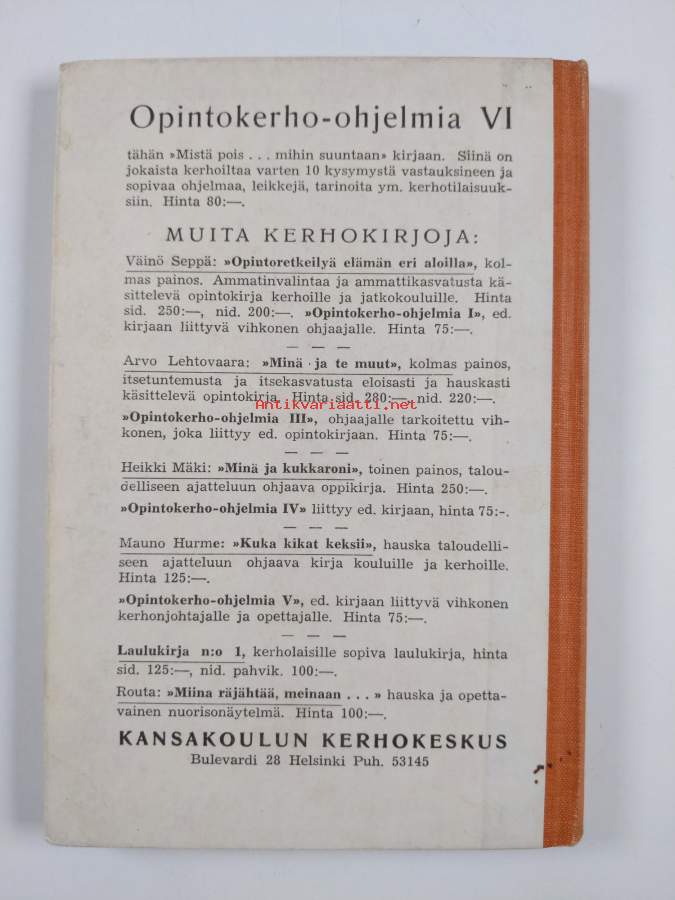 Opintokerho-ohjelmia VI
tähän »Mistä pois . . . mihin suuntaan» kirjaan. Siinä on
jokaista kerhoiltaa varten 10 kysymystä vastauksineen ja
sopivaa ohjelmaa, leikkejä, tarinoita ym. kerhotilaisuuk-
siin. Hinta 80:—.
MUITA KERHOKIRJOJA:
Väinö Seppä: »Opintoretkeilyä elämän eri aloilla», kol-
mas painos. Ammatinvalintaa ja ammattikasvatusta kä-
sittelevä opintokirja kerhoille ja jatkokouluille. Hinta
sid. 250:—, nid. 200:—. »Opintokerho-ohjelmia I», ed.
kirjaan liittyvä vihkonen ohjaajalle. Hinta 75:—.
— — —
Arvo Lehtovaara: »Minä ja te muut», kolmas painos,
itsetuntemusta ja itsekasvatusta eloisasti ja hauskasti
käsittelevä opintokirja. Hinta sid. 280:—, nid. 220:—.
Antikvariaatti.net
»Opintokerho-ohjelmia III», ohjaajalle tarkoitettu vih-
konen, joka liittyy ed. opintokirjaan. Hinta 75:—.
— — —
Heikki Mäki: »Minä ja kukkaroni», toinen painos, talou-
delliseen ajatteluun ohjaava oppikirja. Hinta 250:—.
»Opintokerho-ohjelmia IV» liittyy ed. kirjaan, hinta 75:-.
— — —
Mauno Hurme: »Kuka kikat keksii», hauska taloudelli-
seen ajatteluun ohjaava kirja kouluille ja kerhoille.
Hinta 125:—.
»Opintokerho-ohjelmia V», ed. kirjaan liittyvä vihkonen
kerhonjohtajalle ja opettajalle. Hinta 75:—.
— — —
Laulukirja n:o 1, kerholaisille sopiva laulukirja, hinta
sid. 125:—, nid. pahvik. 100:—.
Routa: »Miina räjähtää, meinaan . . . » hauska ja opetta-
vainen nuorisonäytelmä. Hinta 100:—.
KANSAKOULUN KERHOKESKUS
Bulevardi 28 Helsinki Puh. 53145